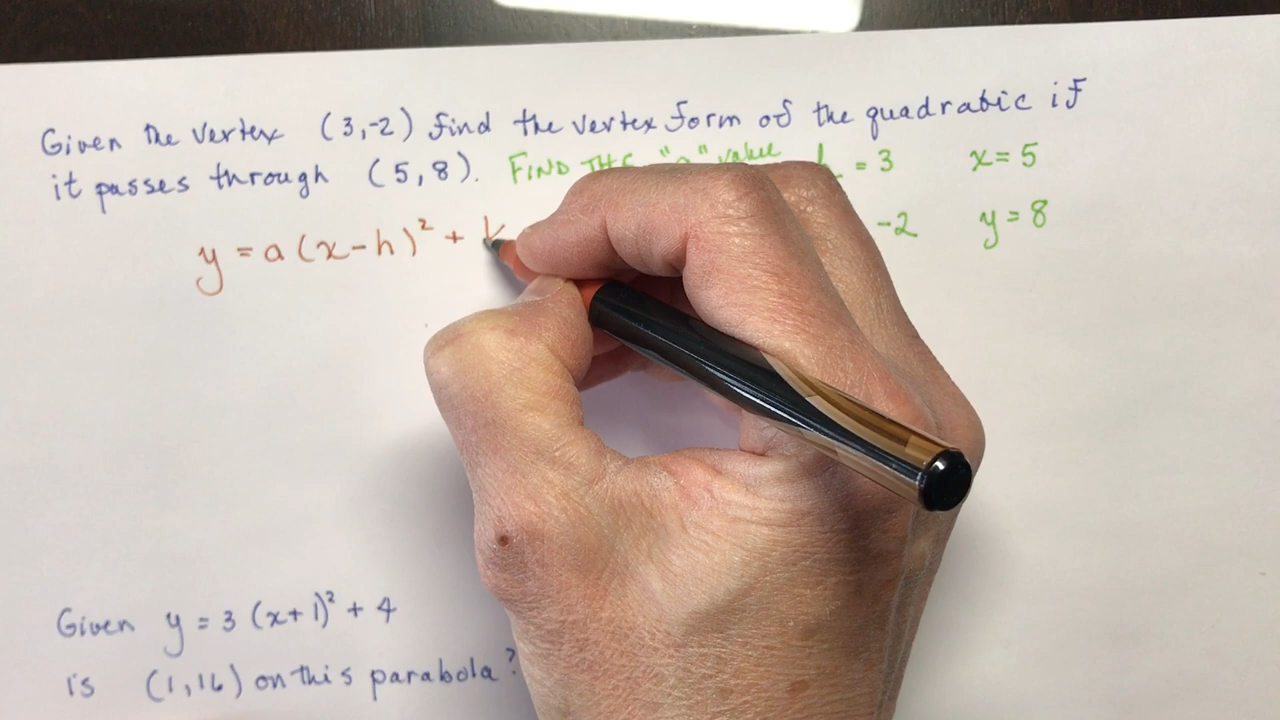 Given the vertex (3,-2) find the vertex form of the quadratic if
it passes through (5,8). FIND THE "a" value = 3 x = 5
-2 y = 8
y = a(x-h)² +
Given y = 3(x+1)² + 4
is (1,16) on this parabola?